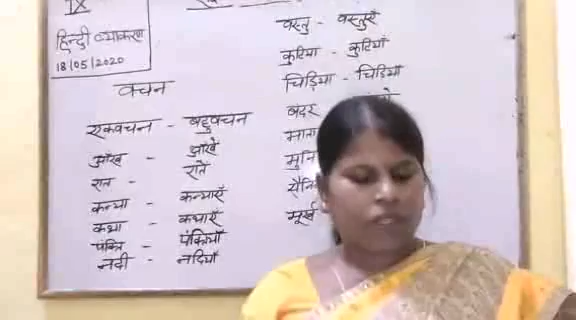 IX
हिन्दी व्याकरण
18/05/2020
वचन
एकवचन - बहुवचन
आँख - आँखें
रात - रातें
कन्या - कन्याएँ
कथा - कथाएँ
पंक्ति - पंक्तियाँ
नदी - नदियाँ
वस्तु - वस्तुएँ
कुटिया - कुटियाँ
चिड़िया - चिड़ियाँ
बंदर
माता
मुनि
मूर्ख